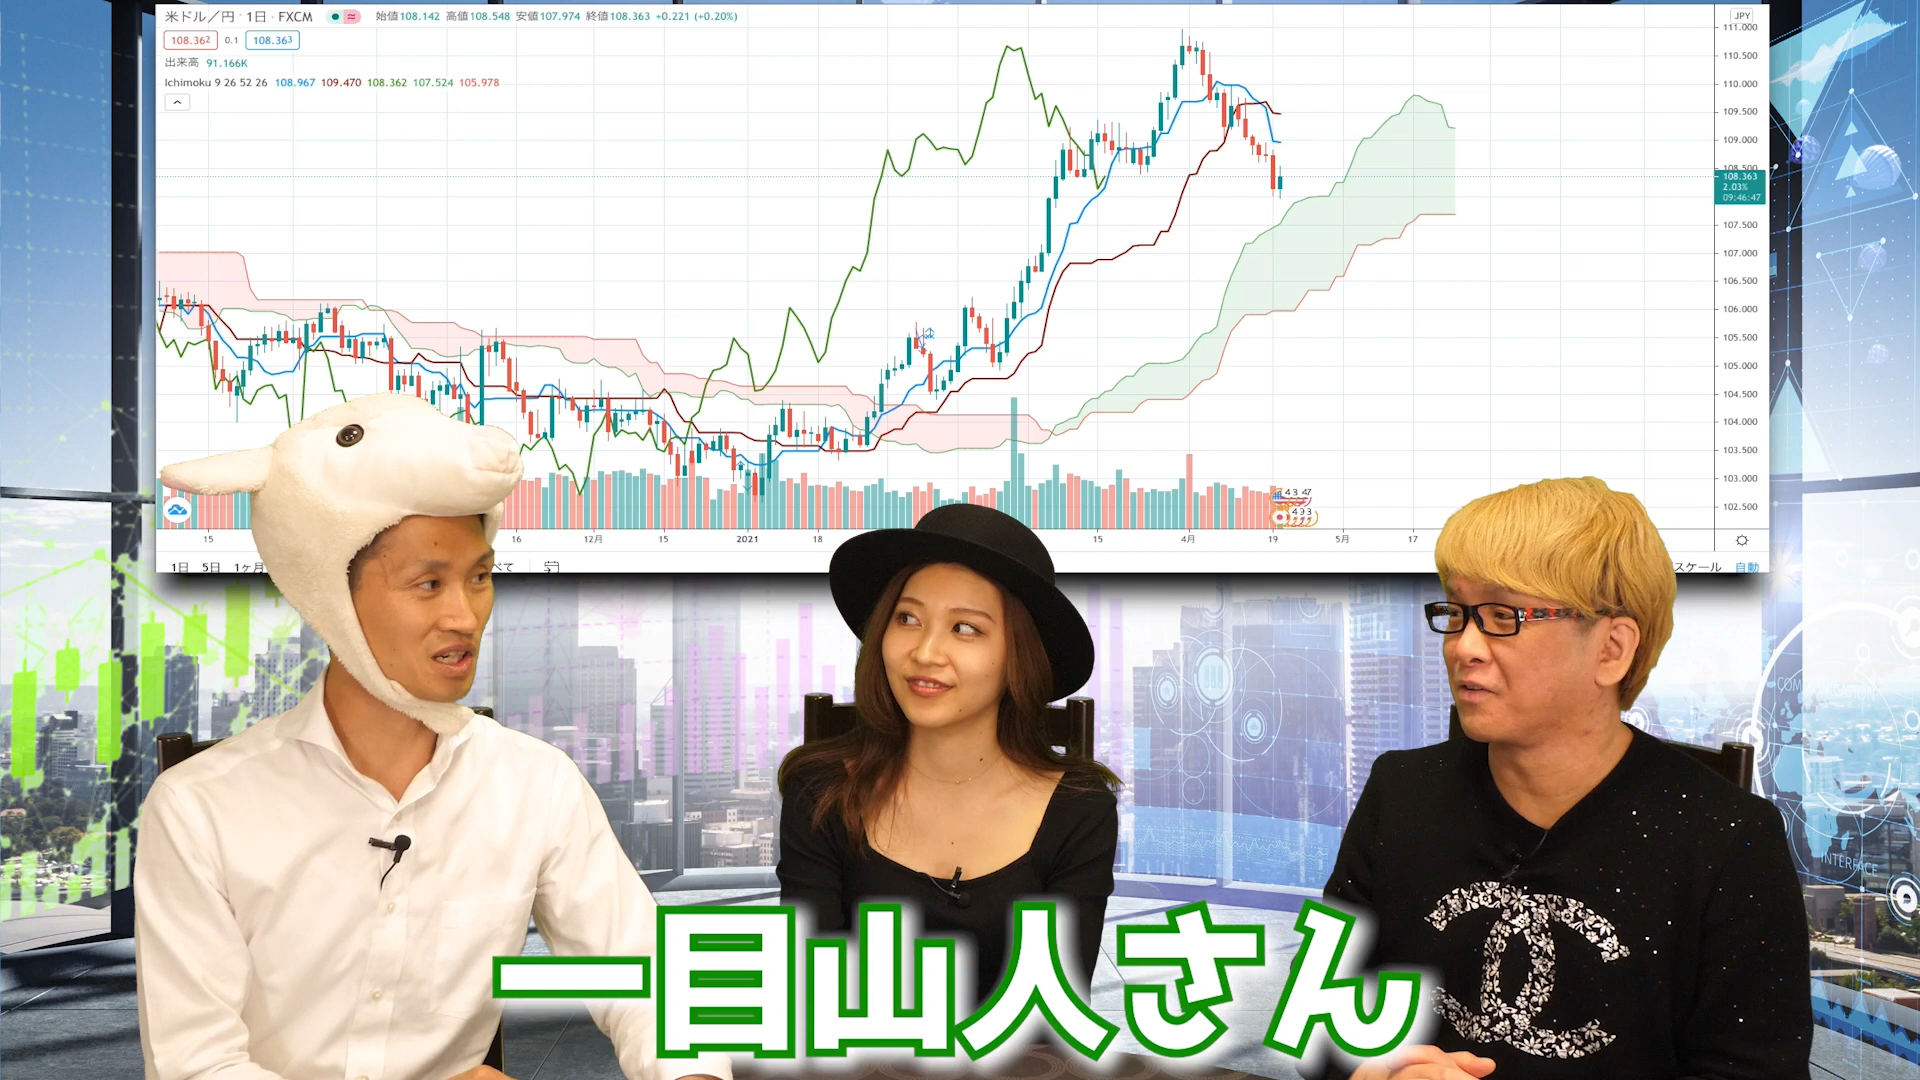 米ドル／円・1日・FXCM 始値108.142 高値108.548 安値107.974 終値108.363 +0.221 (+0.20%)
108.362 0.1 108.363
出来高 91.166K
Ichimoku 9 26 52 26 108.967 109.470 108.362 107.524 105.978
JPY
111.000
110.500
110.000
109.500
109.000
108.500
108.363
2.03%
09:46:47
107.500
107.000
106.500
106.000
105.500
105.000
104.500
104.000
103.500
103.000
102.500
15 16 12月 15 2021 18 15 4月 19 5月 17
1日 5日 1ヶ月 べて スケール 自動
INTERFACE
一目山人さん